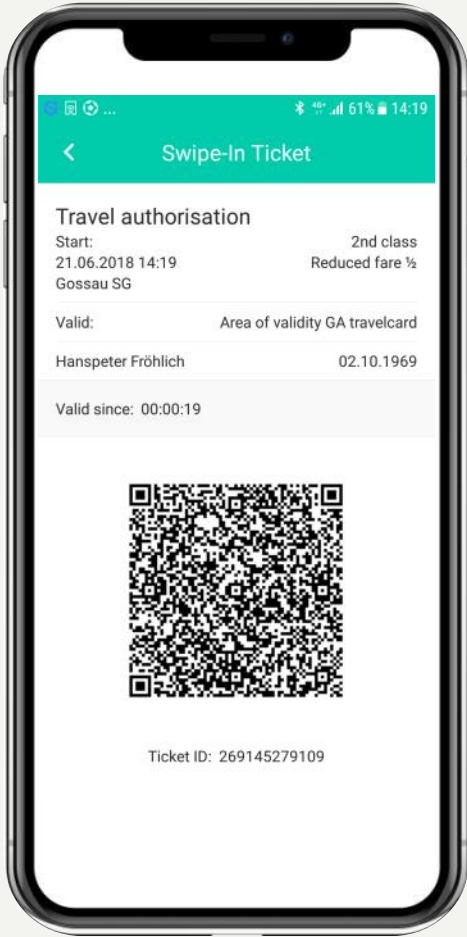 ... 61% 14:19
< Swipe-In Ticket
Travel authorisation
Start: 2nd class
21.06.2018 14:19 Reduced fare ½
Gossau SG
Valid: Area of validity GA travelcard
Hanspeter Fröhlich 02.10.1969
Valid since: 00:00:19
Ticket ID: 269145279109